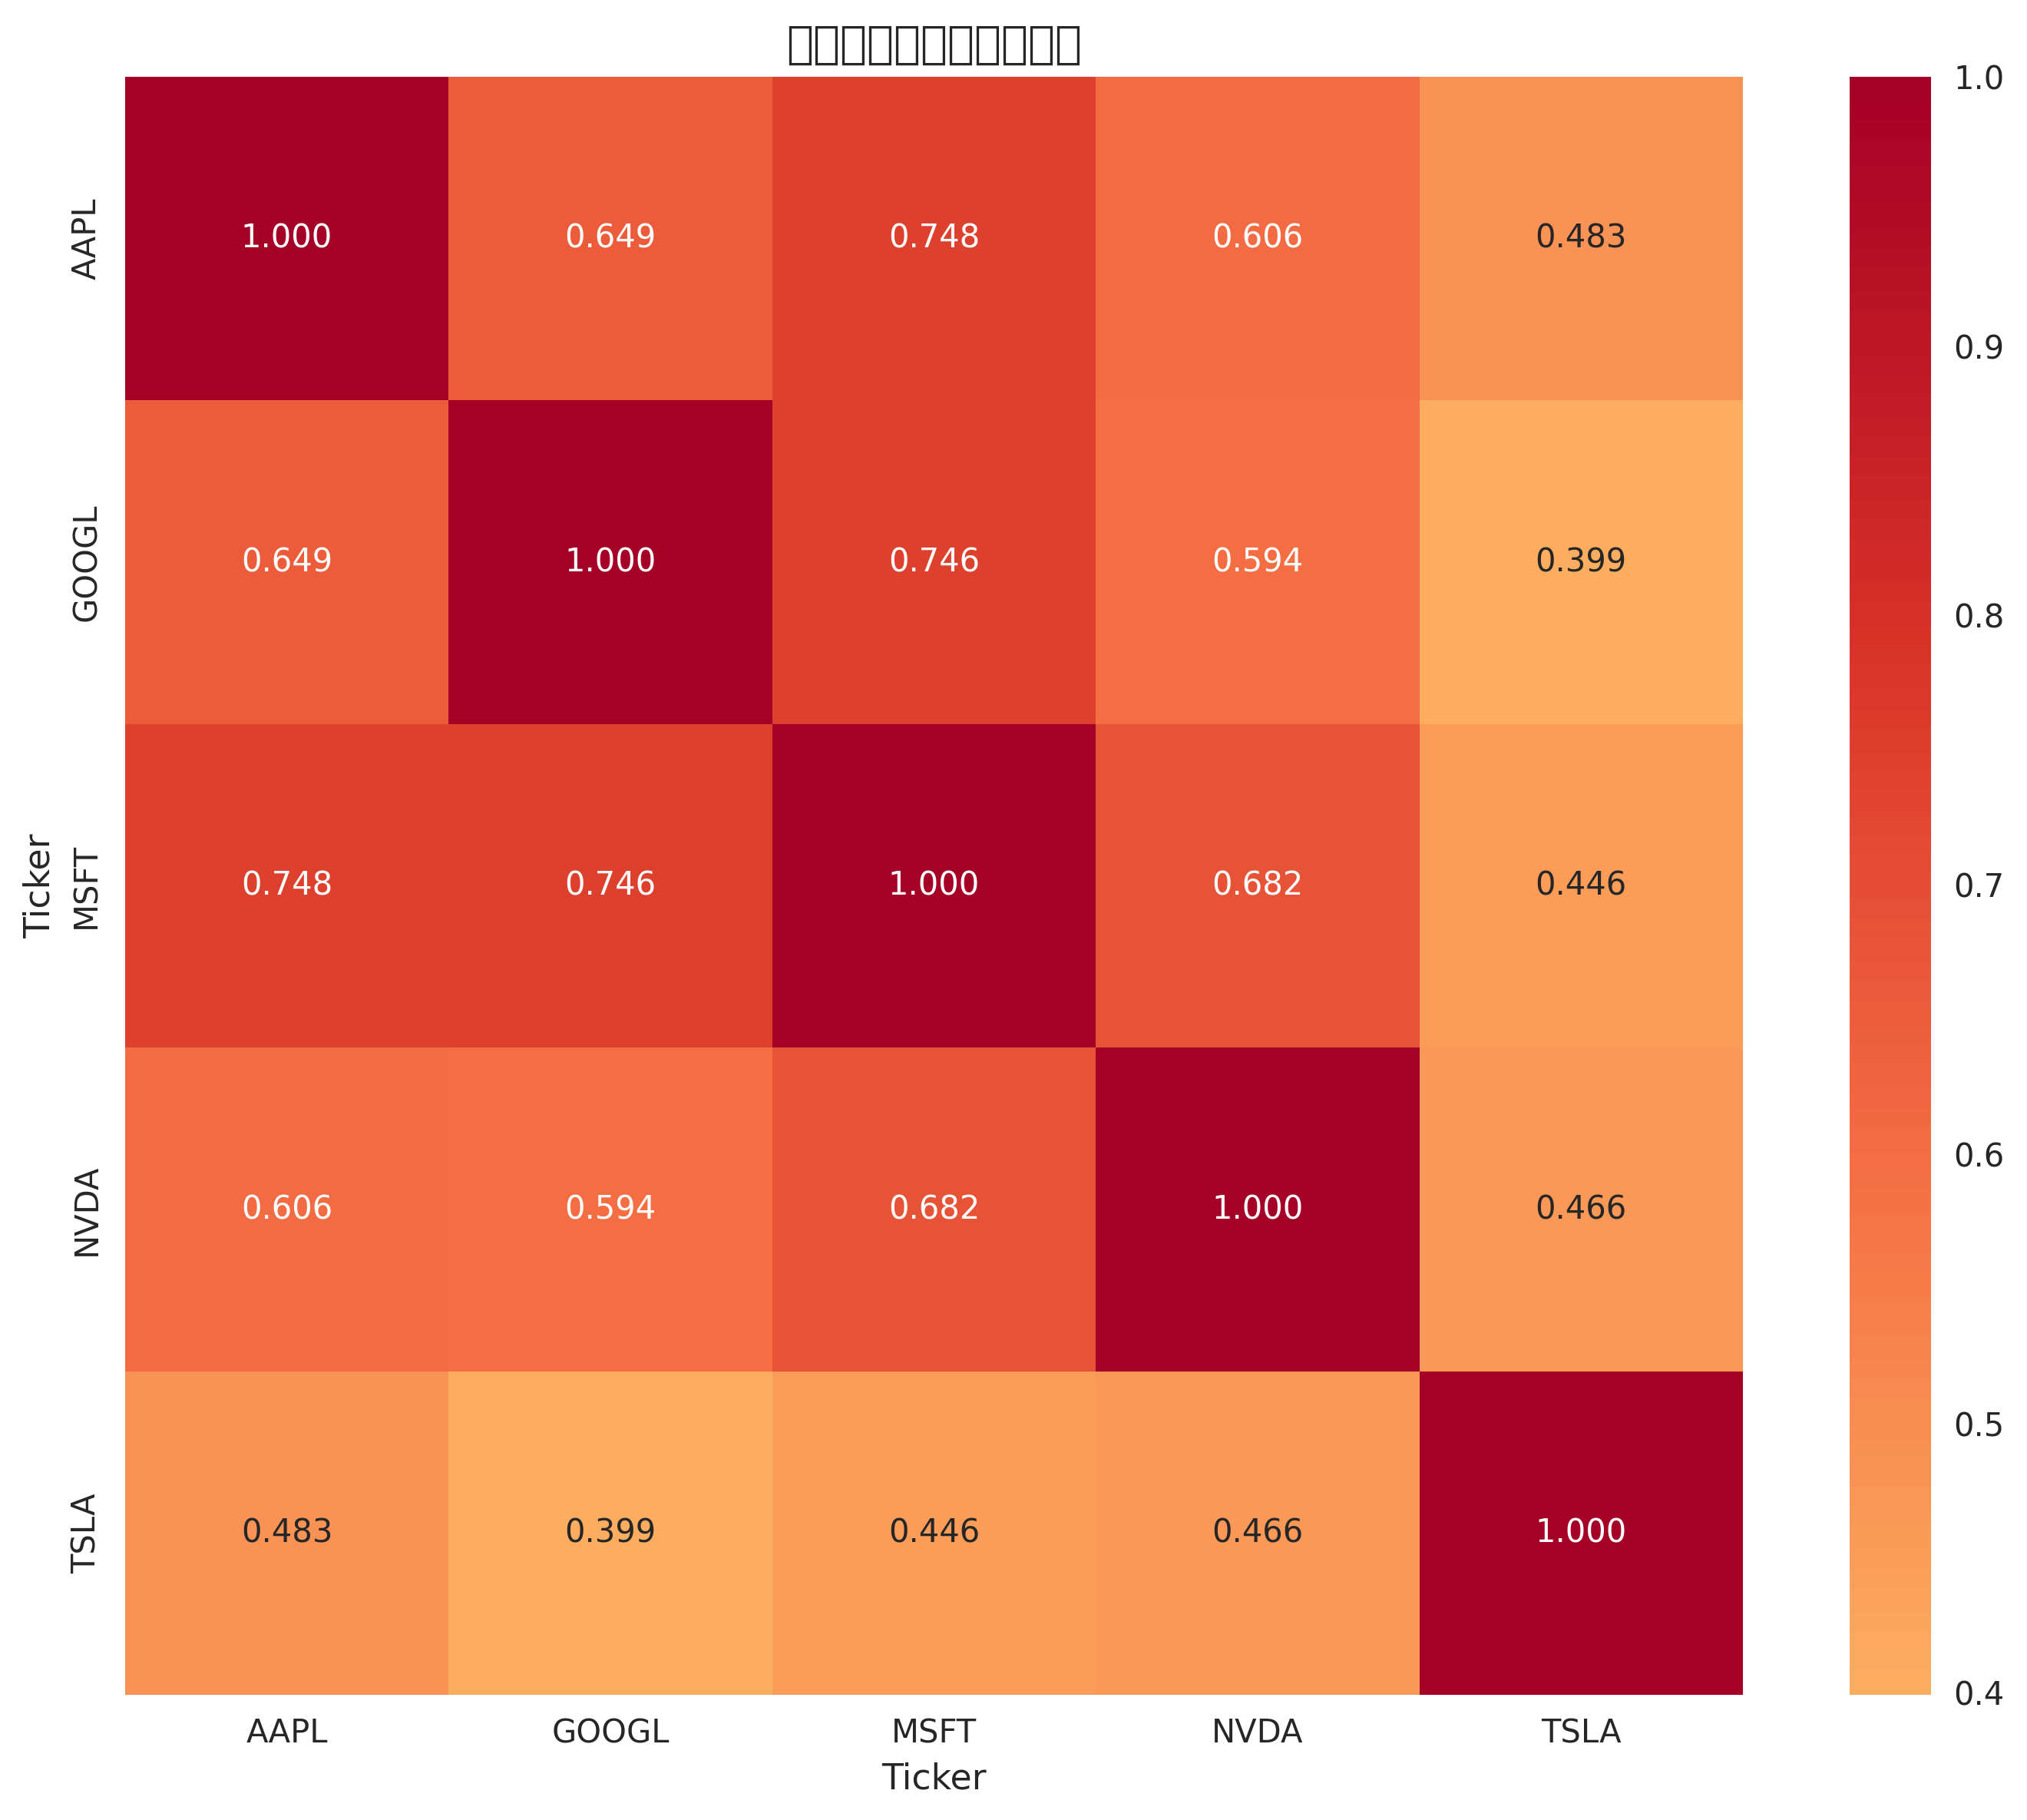 1.0
AAPL 1.000 0.649 0.748 0.606 0.483
0.9
GOOGL 0.649 1.000 0.746 0.594 0.399
0.8
Ticker
MSFT 0.748 0.746 1.000 0.682 0.446
0.7
NVDA 0.606 0.594 0.682 1.000 0.466
0.6
0.5
TSLA 0.483 0.399 0.446 0.466 1.000
0.4
AAPL GOOGL MSFT NVDA TSLA
Ticker